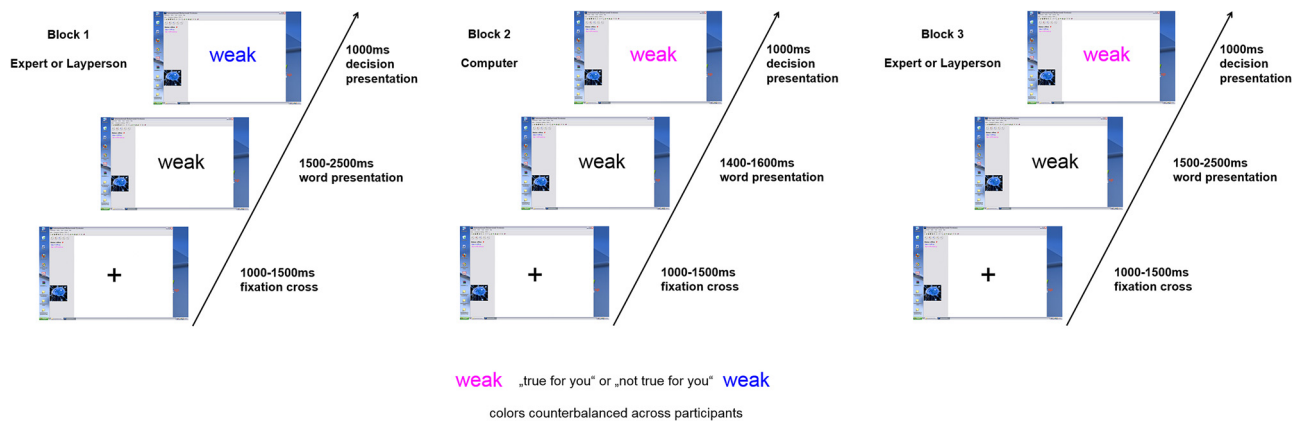 Block 1
Expert or Layperson
weak
1000ms
decision
presentation
weak
1500-2500ms
word presentation
+
1000-1500ms
fixation cross
Block 2
Computer
weak
1000ms
decision
presentation
weak
1400-1600ms
word presentation
+
1000-1500ms
fixation cross
Block 3
Expert or Layperson
weak
1000ms
decision
presentation
weak
1500-2500ms
word presentation
+
1000-1500ms
fixation cross
weak „true for you“ or „not true for you“ weak
colors counterbalanced across participants